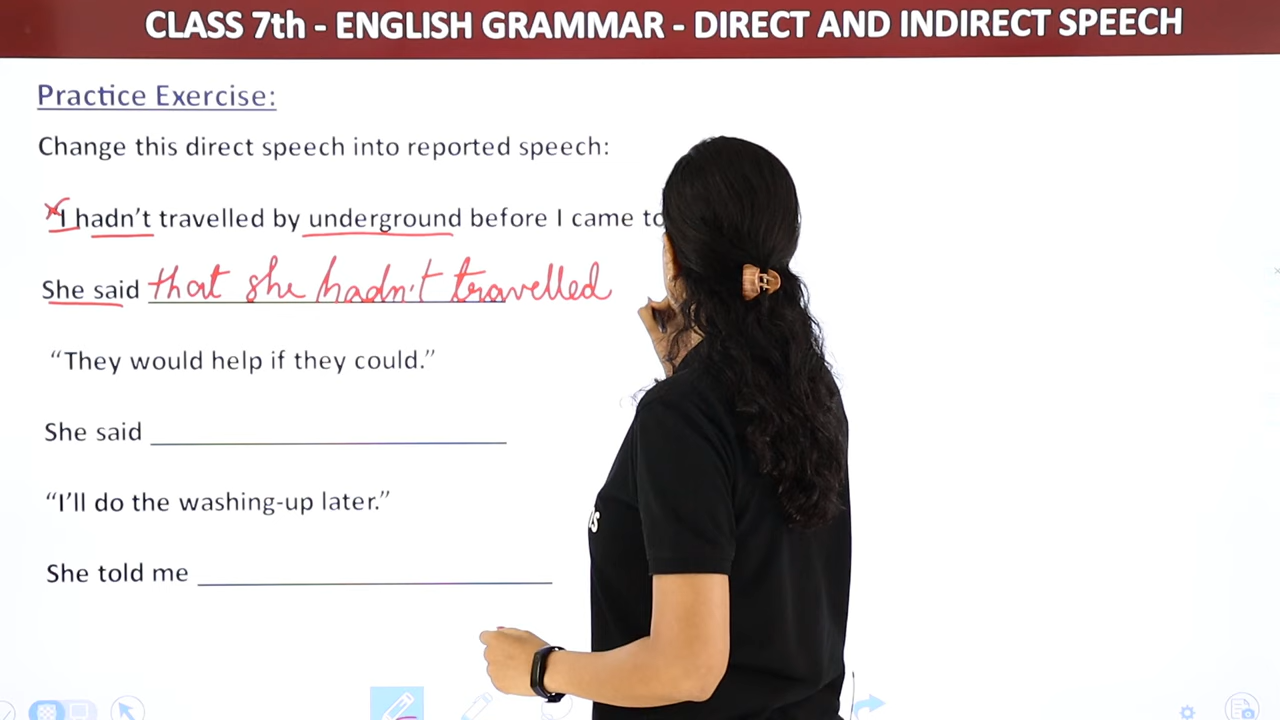 CLASS 7th - ENGLISH GRAMMAR - DIRECT AND INDIRECT SPEECH
Practice Exercise:
Change this direct speech into reported speech:
I hadn't travelled by underground before I came to
She said that she hadn't travelled
“They would help if they could.”
She said
“I'll do the washing-up later.”
She told me